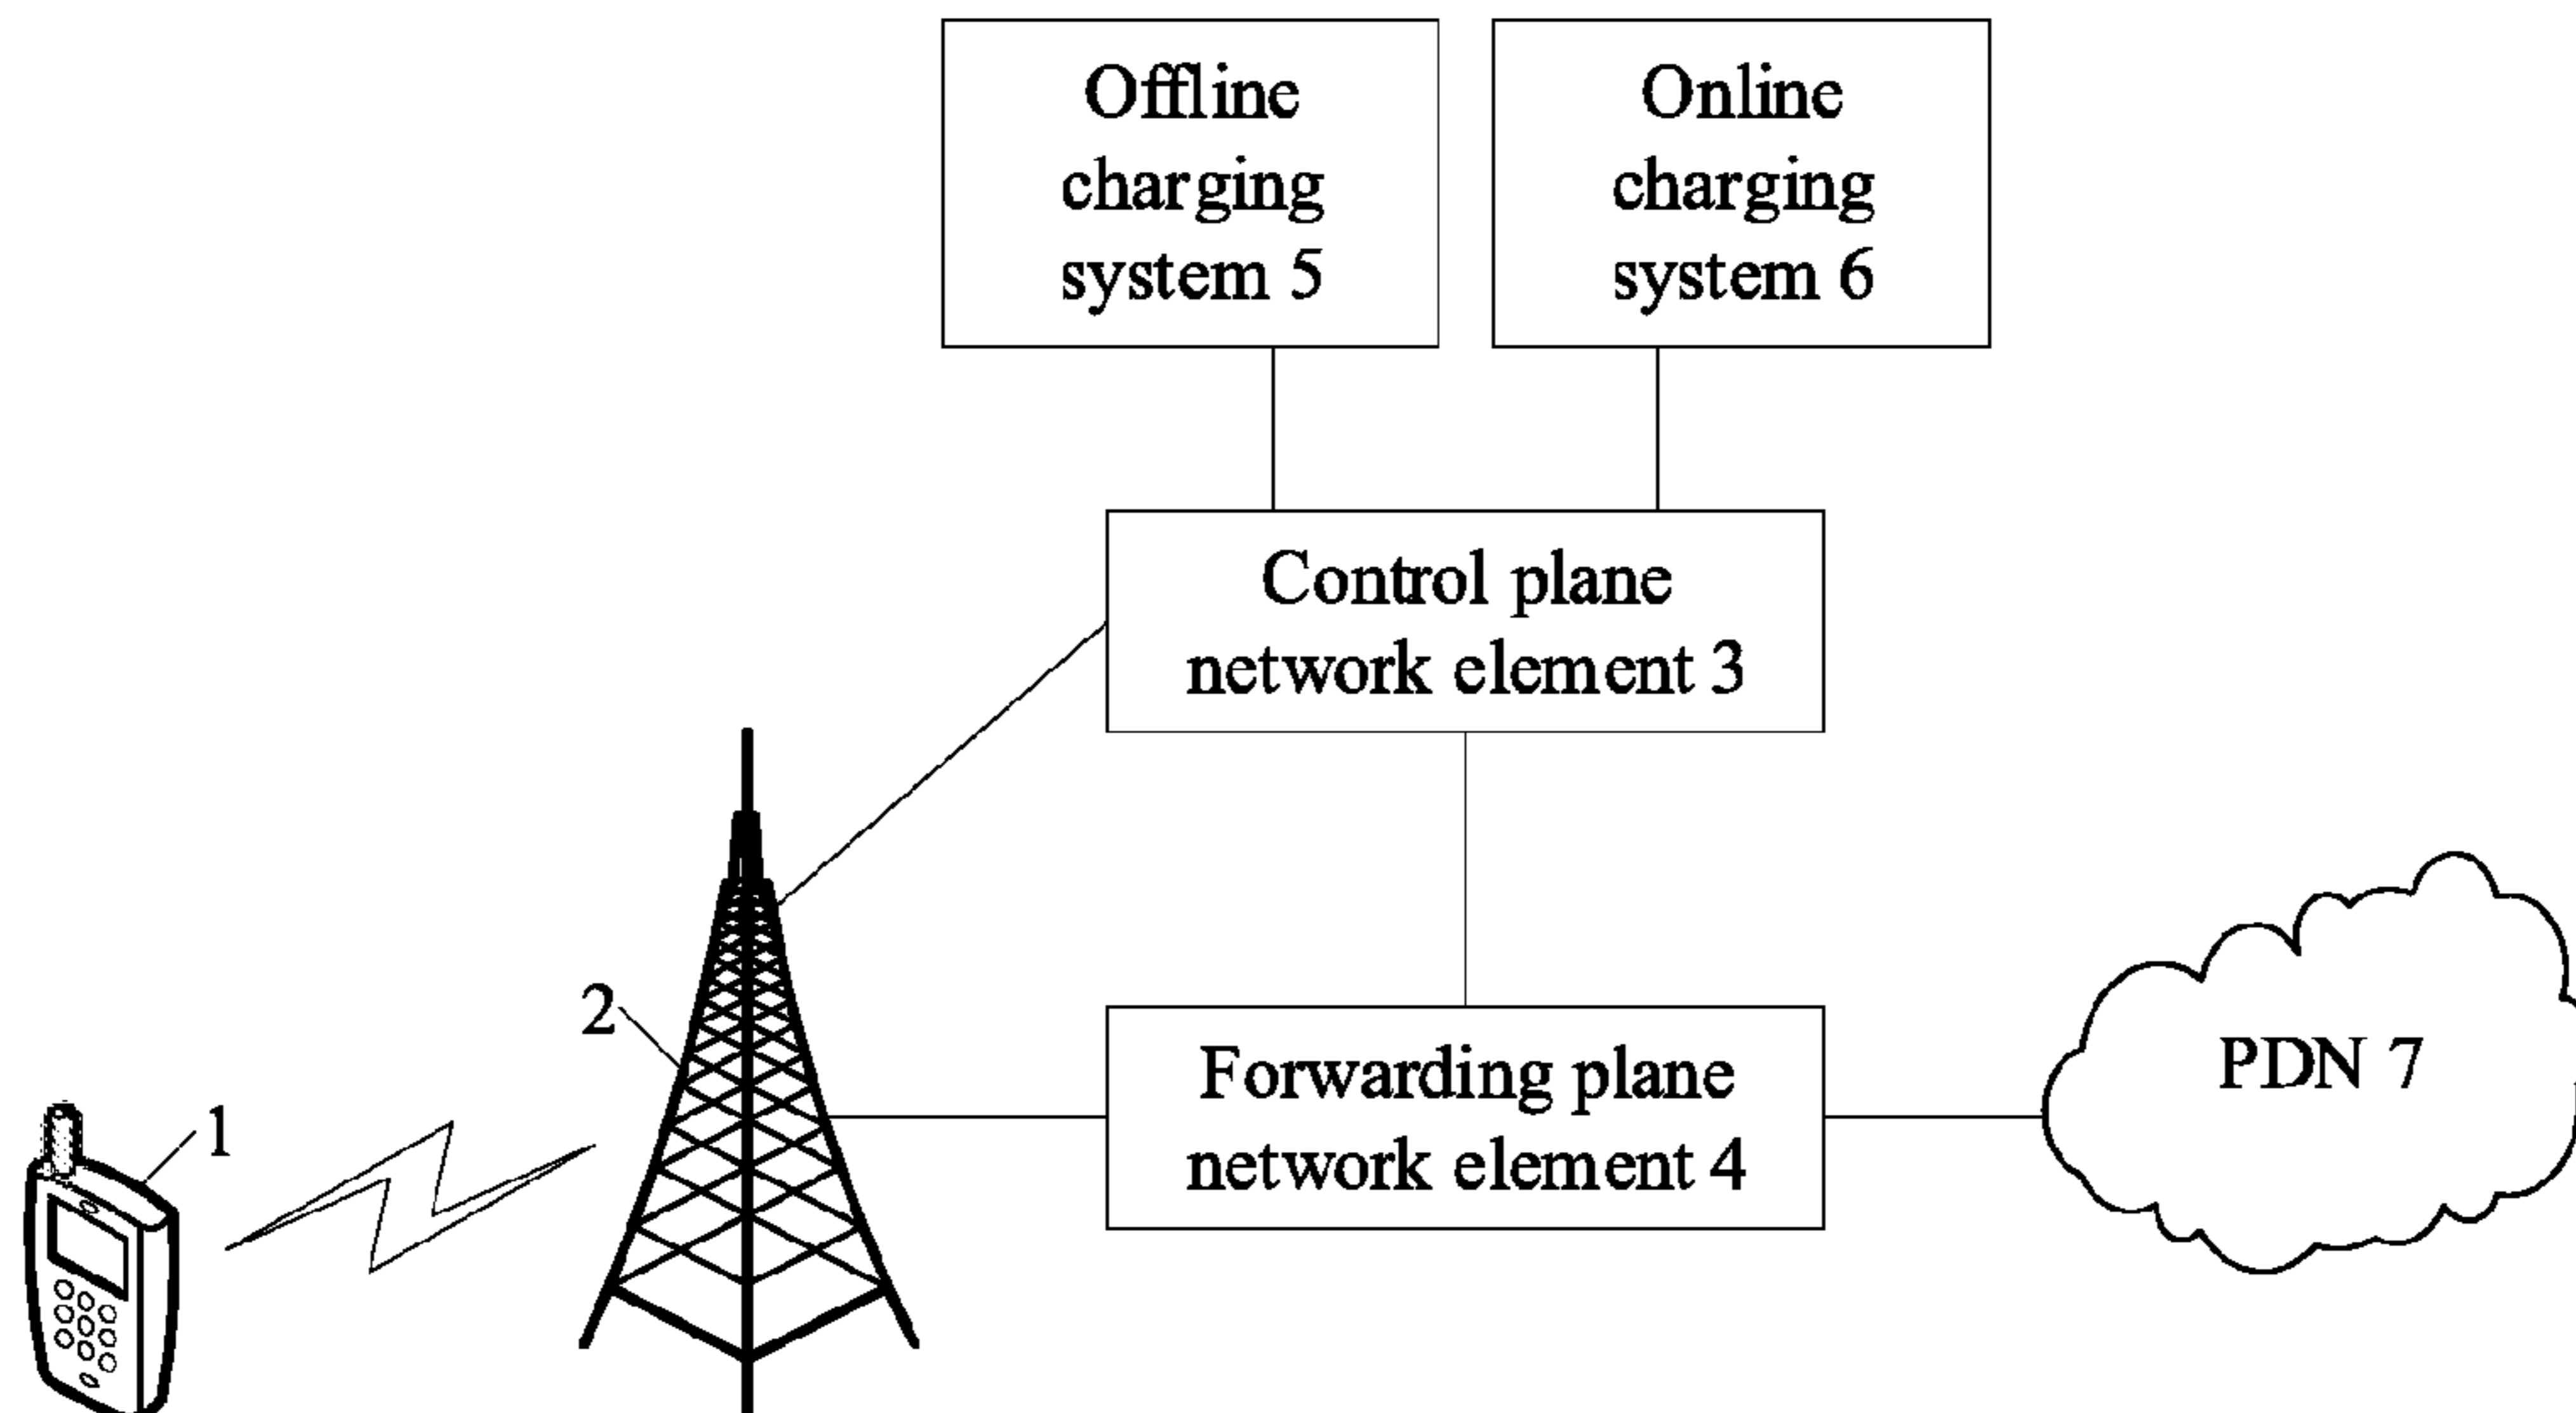 Offline
charging
system 5
Online
charging
system 6
Control plane
network element 3
2
Forwarding plane
network element 4
PDN 7
1